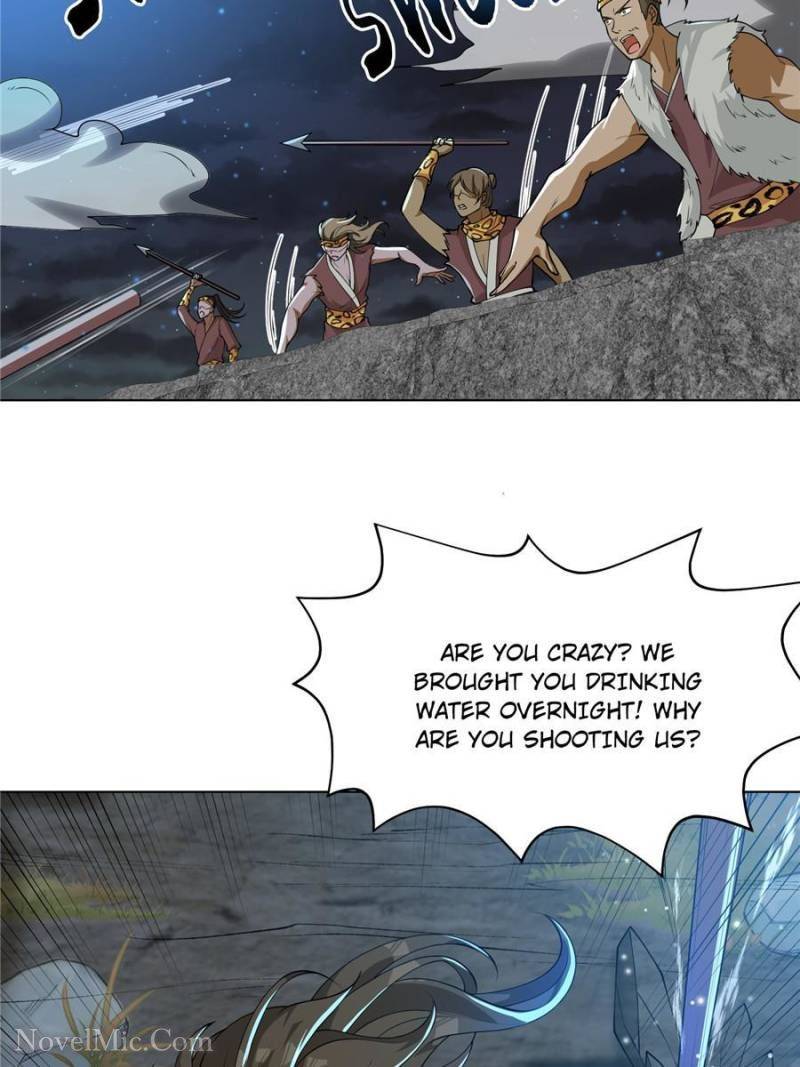 ARE YOU CRAZY? WE
BROUGHT YOU DRINKING
WATER OVERNIGHT! WHY
ARE YOU SHOOTING US?
NovelMic.Com